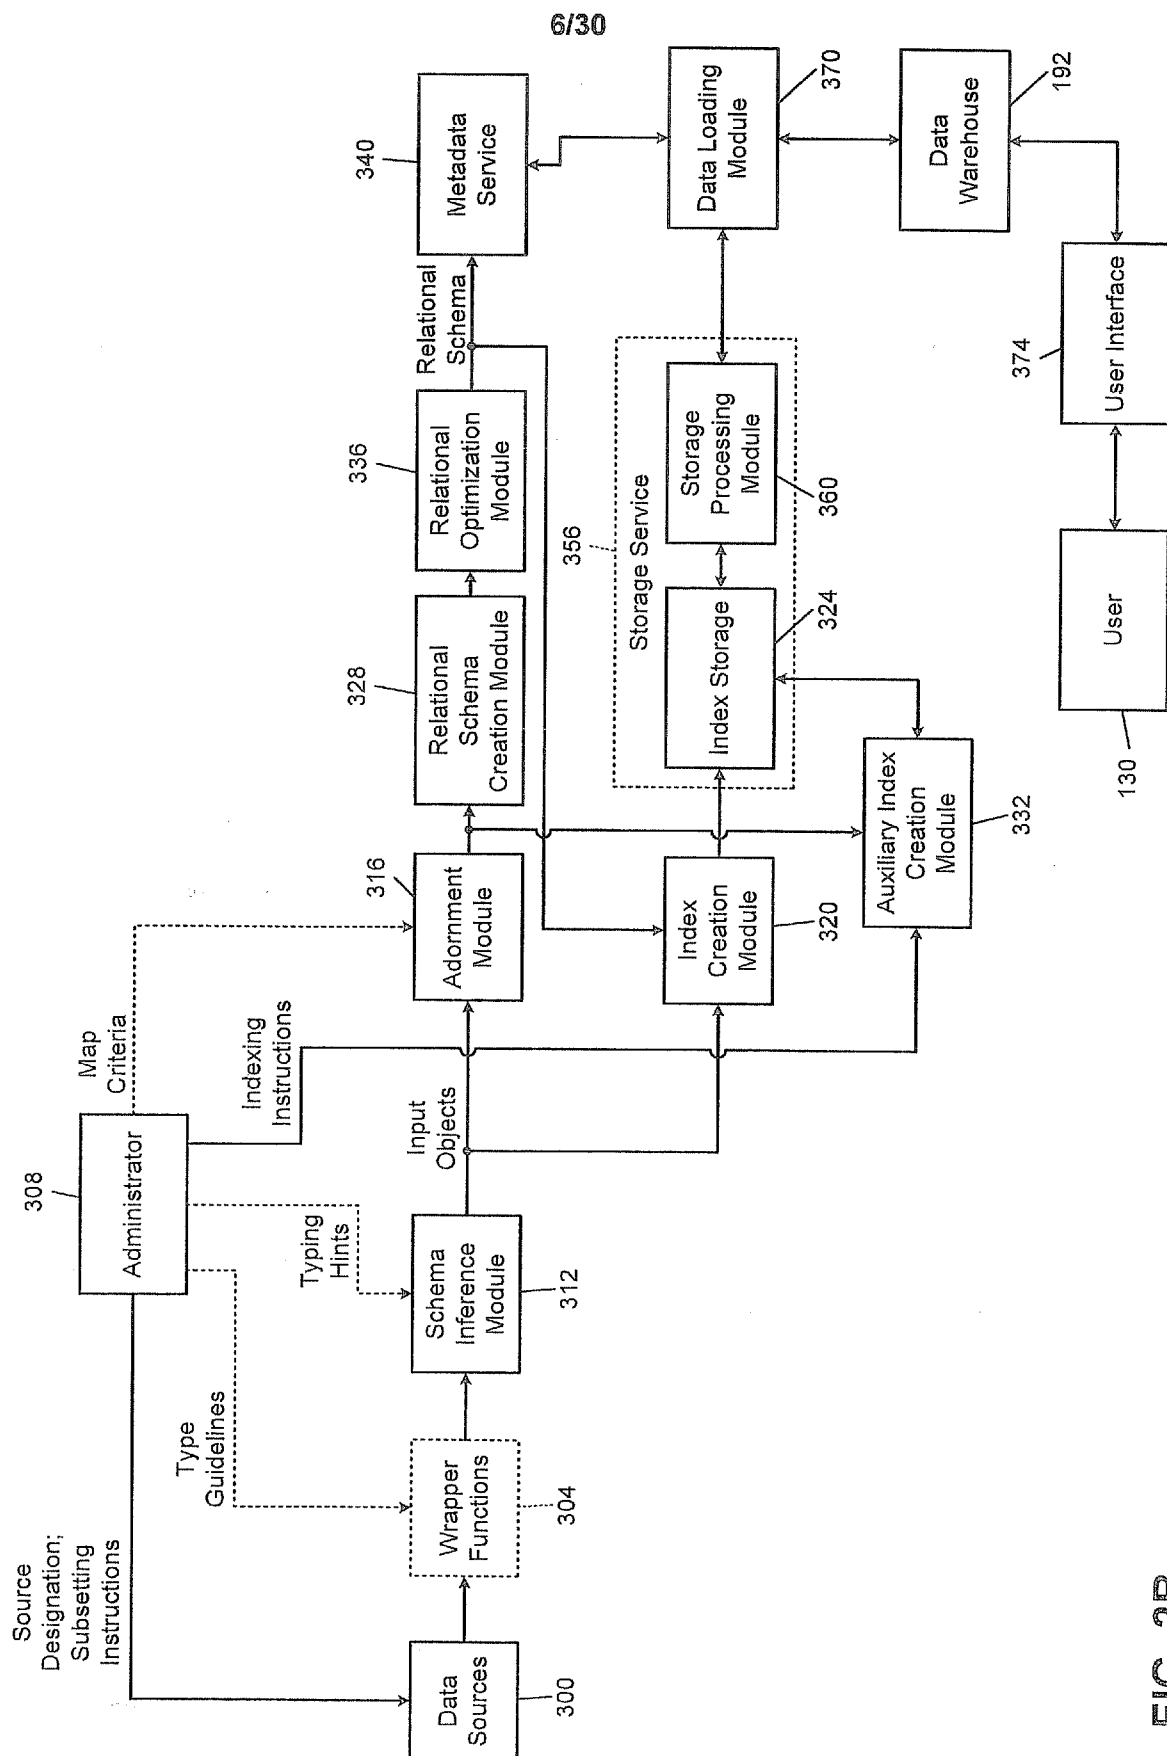 6/30
Source
Designation;
Subsetting
Instructions
Type
Guidelines
Typing
Hints
Indexing
Instructions
Map
Criteria
308
Administrator
Data
Sources
300
Wrapper
Functions
304
Schema
Inference
Module
312
Input
Objects
316
Adornment
Module
328
Relational
Schema
Creation Module
336
Relational
Optimization
Module
Relational
Schema
340
Metadata
Service
Index
Creation
Module
320
356
Storage Service
Index Storage
324
Storage
Processing
Module
360
Data Loading
Module
370
Auxiliary Index
Creation
Module
332
Data
Warehouse
192
User
130
User Interface
374